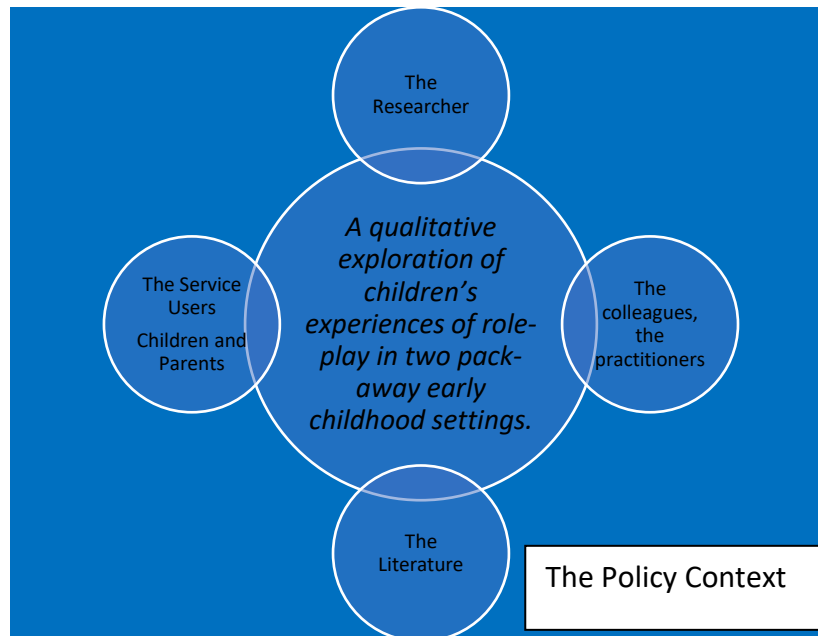 The
Researcher
A qualitative
exploration of
children’s
experiences of role-
play in two pack-
away early
childhood settings.
The Service
Users
Children and
Parents
The
colleagues,
the
practitioners
The
Literature
The Policy Context